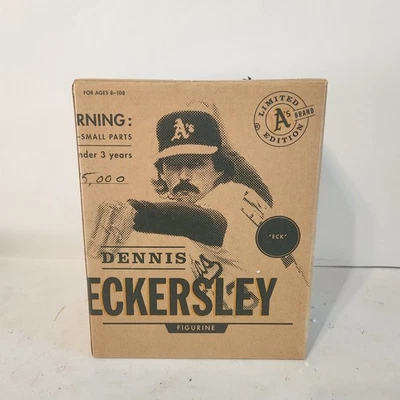 FOR AGES 8-108
RNING:
-SMALL PARTS
nder 3 years
5,000
LIMITED
A's BRAND
EDITION
A's
"ECK"
DENNIS
ECKERSLEY
FIGURINE